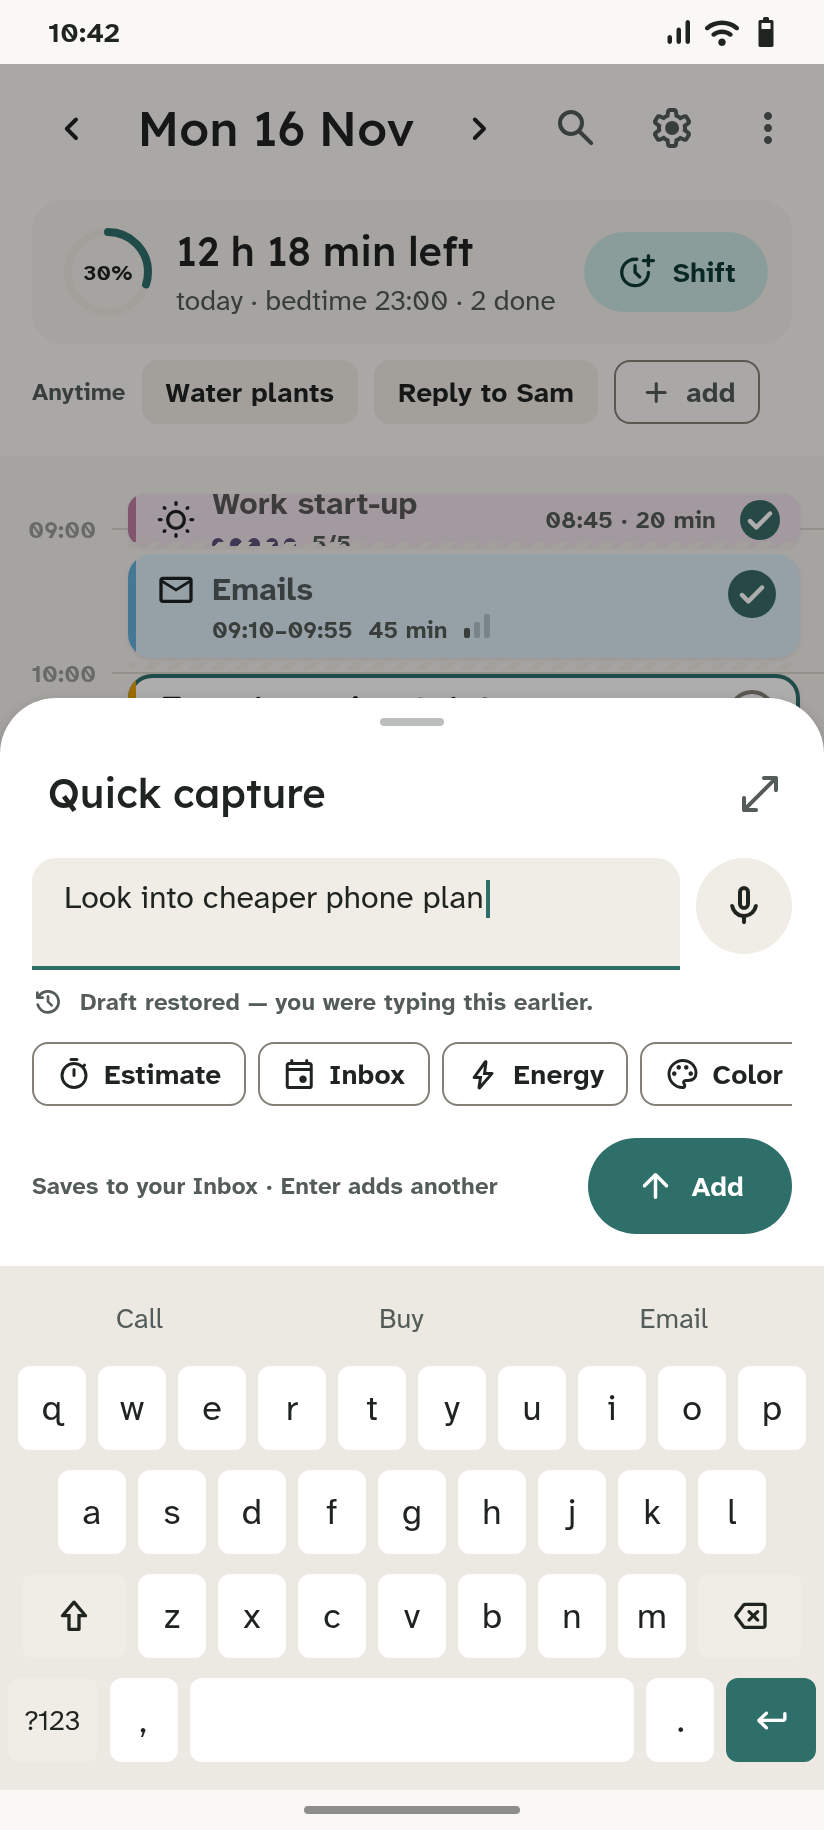 10:42
Mon 16 Nov
30%
12 h 18 min left
today · bedtime 23:00 · 2 done
Shift
Anytime
Water plants
Reply to Sam
add
09:00
Work start-up
5/5
08:45 · 20 min
Emails
09:10–09:55 45 min
10:00
Quick capture
Look into cheaper phone plan
Draft restored — you were typing this earlier.
Estimate
Inbox
Energy
Color
Saves to your Inbox · Enter adds another
Add
Call
Buy
Email
q w e r t y u i o p
a s d f g h j k l
z x c v b n m
?123 , .